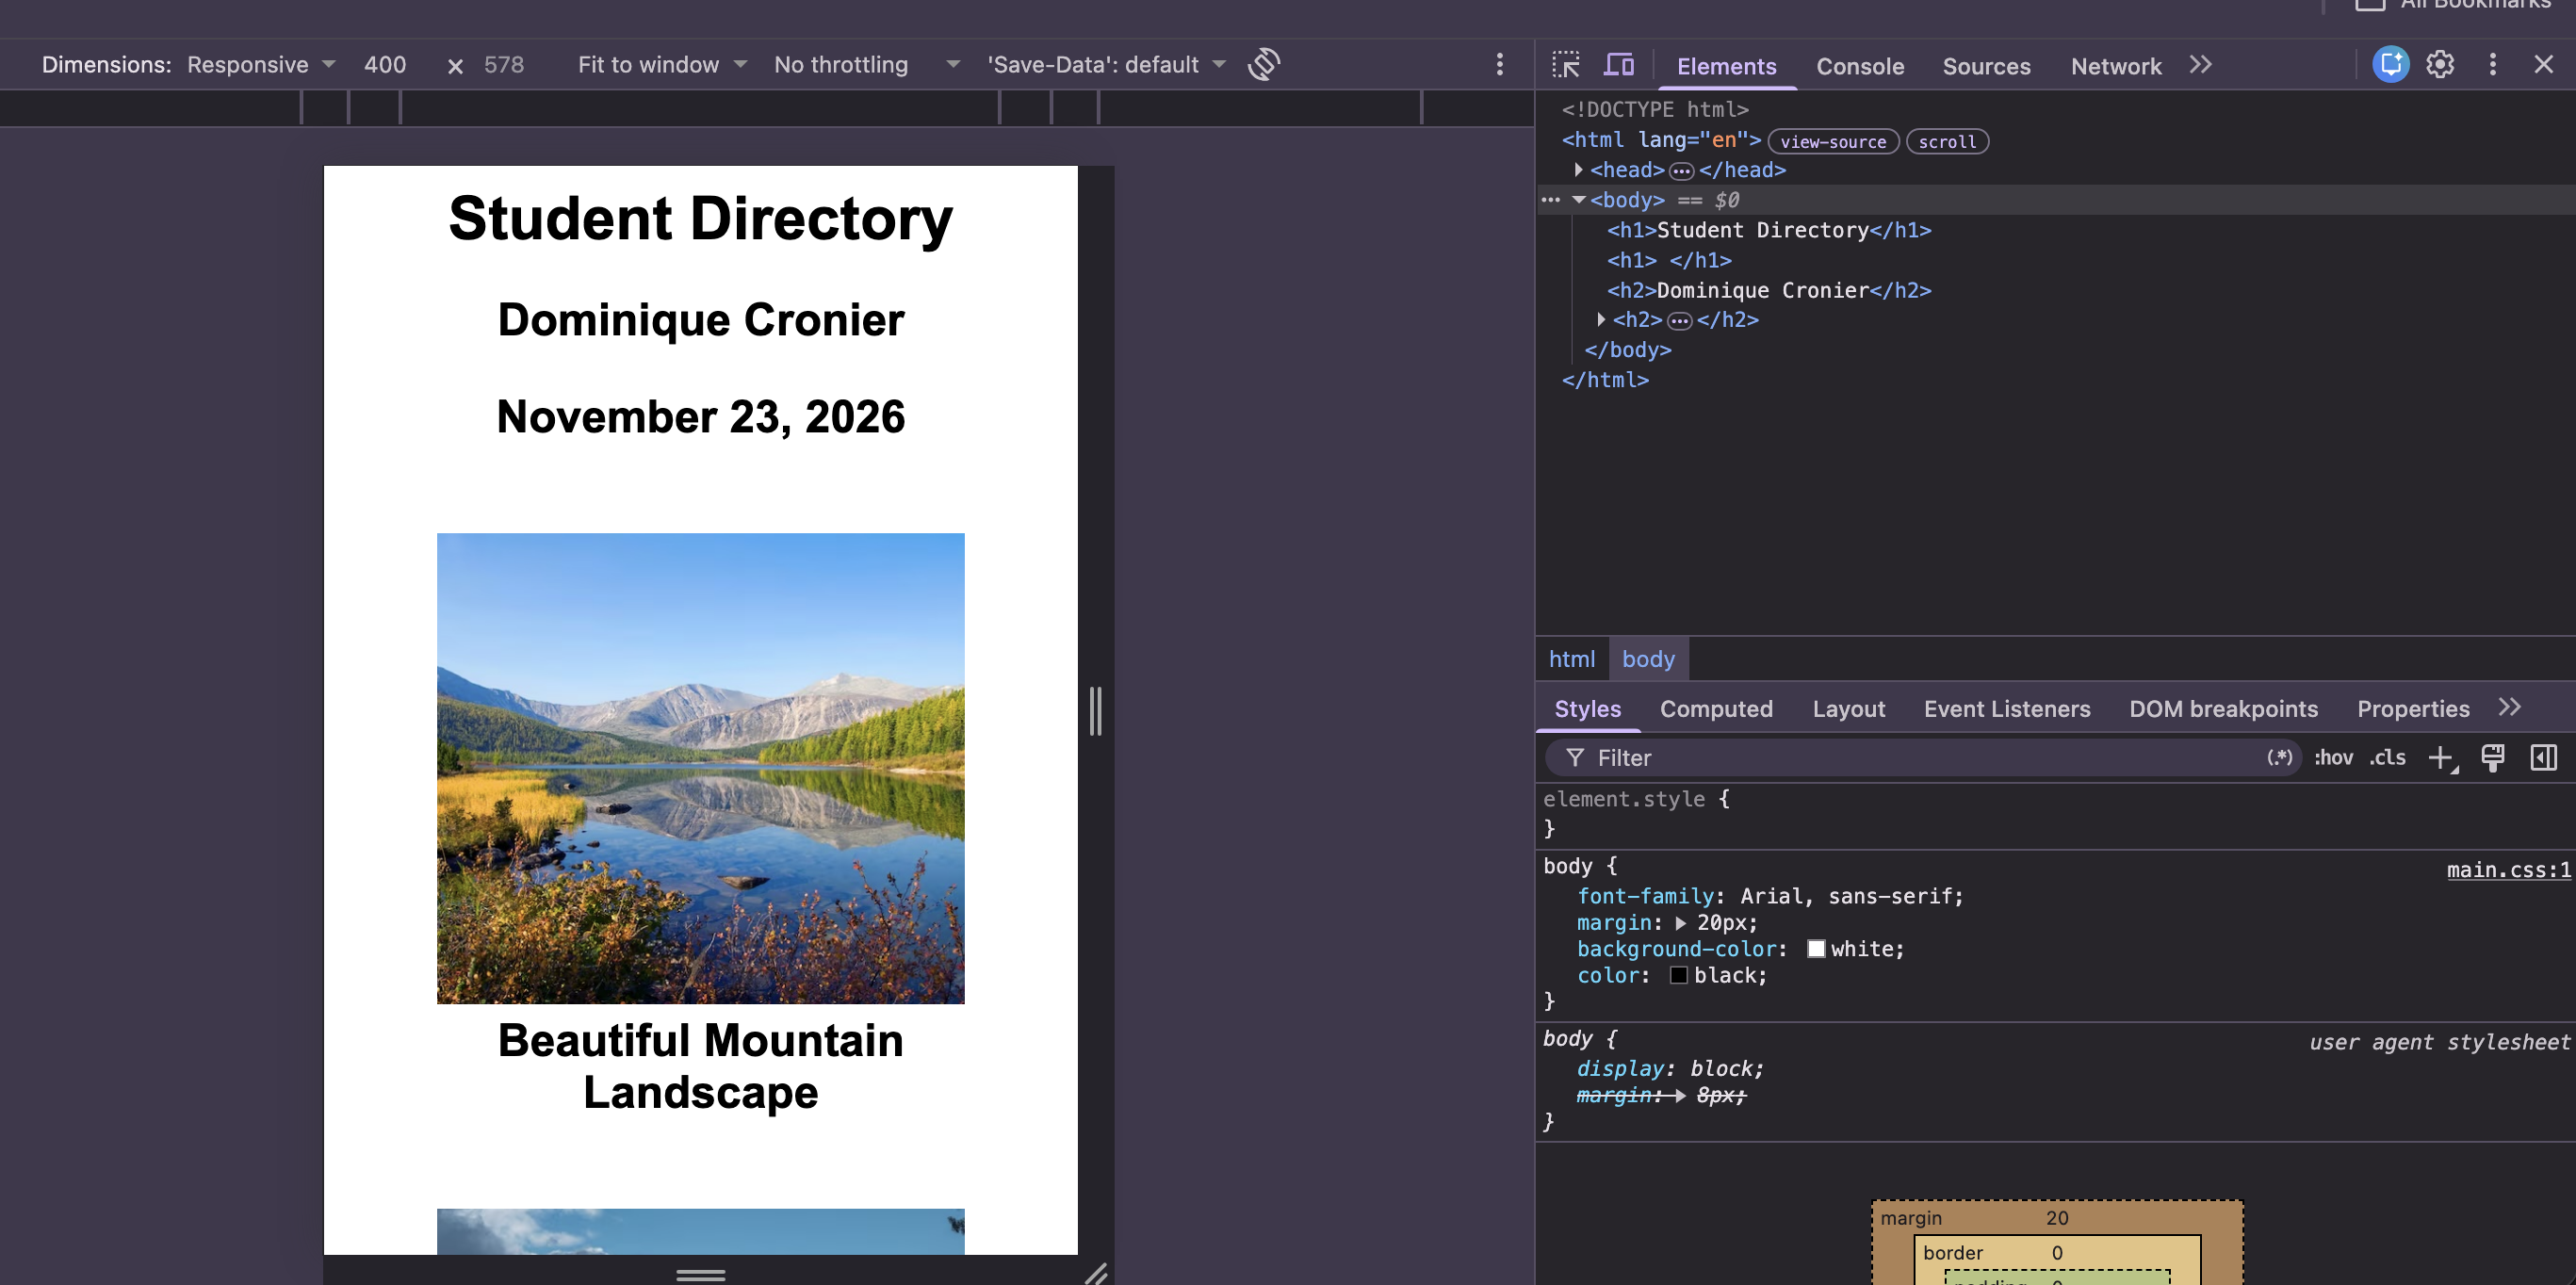 All Bookmarks
Dimensions: Responsive 400 x 578 Fit to window No throttling 'Save-Data': default
Elements Console Sources Network
Student Directory
Dominique Cronier
November 23, 2026
Beautiful Mountain
Landscape
<!DOCTYPE html>
<html lang="en"> view-source scroll
<head> </head>
<body> == $0
<h1>Student Directory</h1>
<h1> </h1>
<h2>Dominique Cronier</h2>
<h2> </h2>
</body>
</html>
html body
Styles Computed Layout Event Listeners DOM breakpoints Properties
Filter (.*) :hov .cls
element.style {
}
body { main.css:1
font-family: Arial, sans-serif;
margin: 20px;
background-color: white;
color: black;
}
body { user agent stylesheet
display: block;
margin: 8px;
}
margin 20
border 0
padding 0